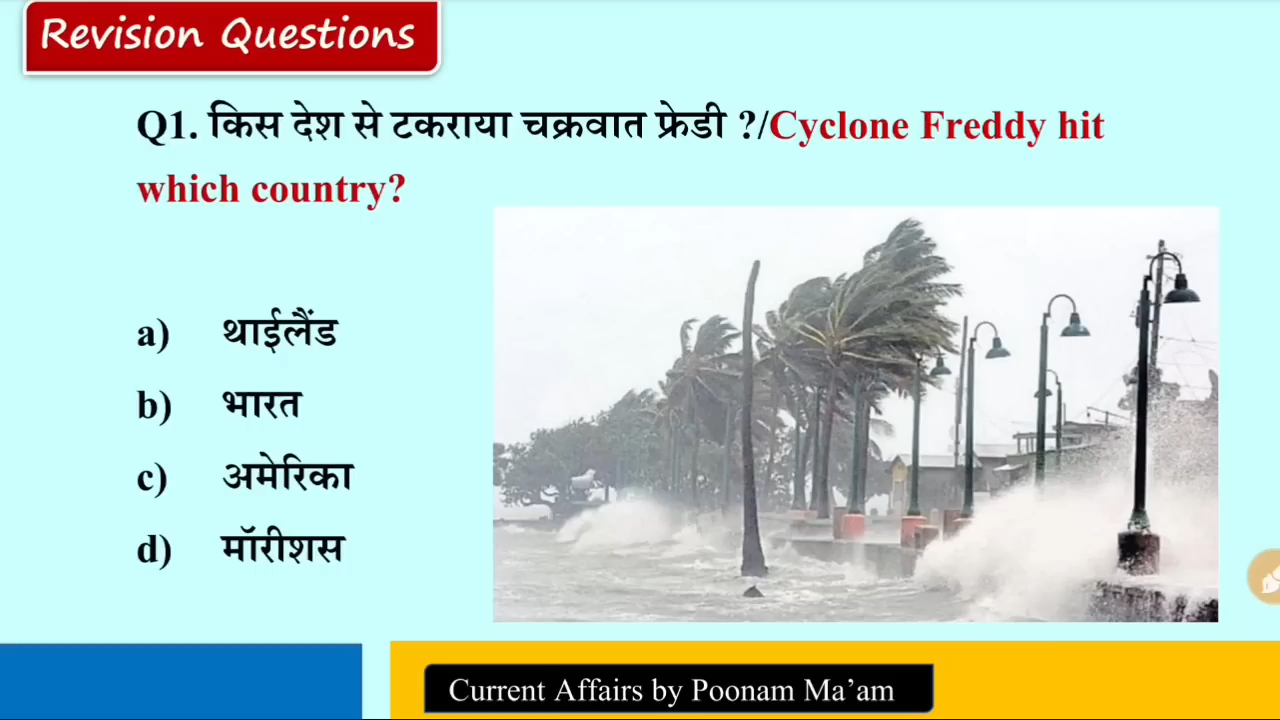 Revision Questions
Q1. किस देश से टकराया चक्रवात फ्रेडी ?/Cyclone Freddy hit
which country?
a) थाईलैंड
b) भारत
c) अमेरिका
d) मॉरीशस
Current Affairs by Poonam Ma’am